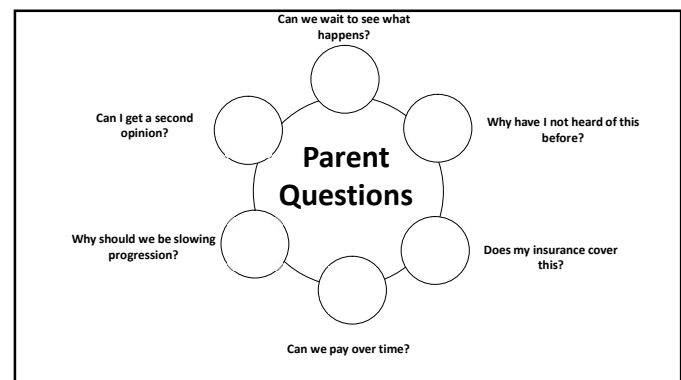 Can we wait to see what
happens?
Can I get a second
opinion?
Why have I not heard of this
before?
Parent
Questions
Why should we be slowing
progression?
Does my insurance cover
this?
Can we pay over time?